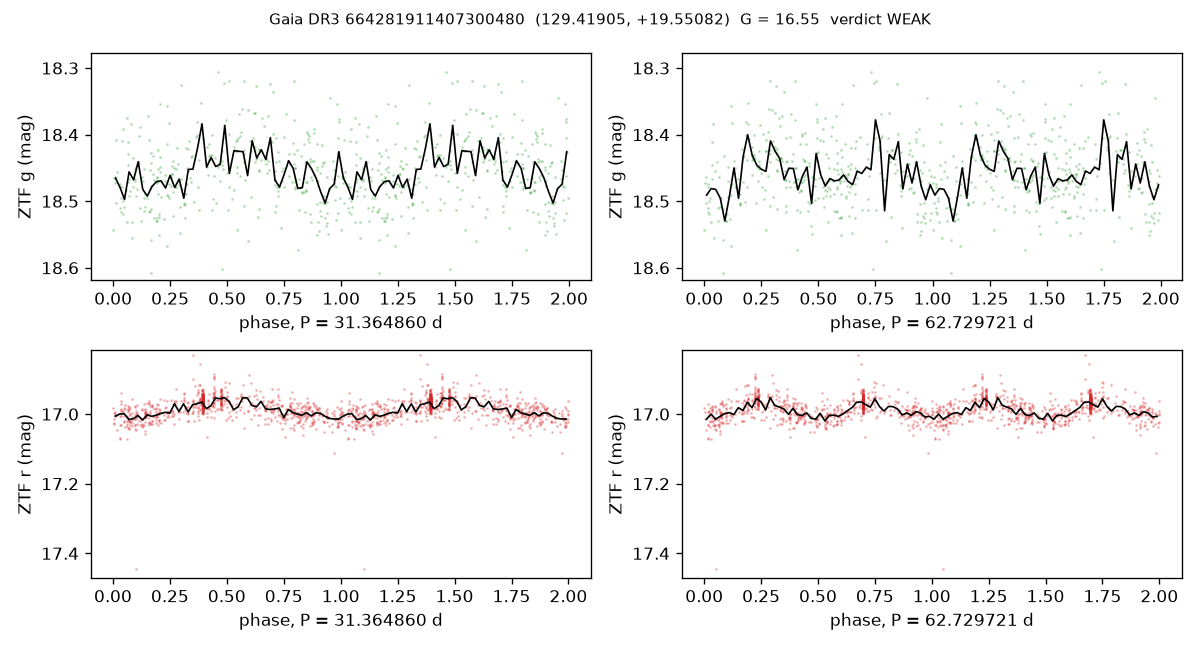 Gaia DR3 664281911407300480  (129.41905, +19.55082)  G = 16.55  verdict WEAK
ZTF g (mag)
18.3
18.4
18.5
18.6
0.00 0.25 0.50 0.75 1.00 1.25 1.50 1.75 2.00
phase, P = 31.364860 d
ZTF g (mag)
18.3
18.4
18.5
18.6
0.00 0.25 0.50 0.75 1.00 1.25 1.50 1.75 2.00
phase, P = 62.729721 d
ZTF r (mag)
17.0
17.2
17.4
0.00 0.25 0.50 0.75 1.00 1.25 1.50 1.75 2.00
phase, P = 31.364860 d
ZTF r (mag)
17.0
17.2
17.4
0.00 0.25 0.50 0.75 1.00 1.25 1.50 1.75 2.00
phase, P = 62.729721 d